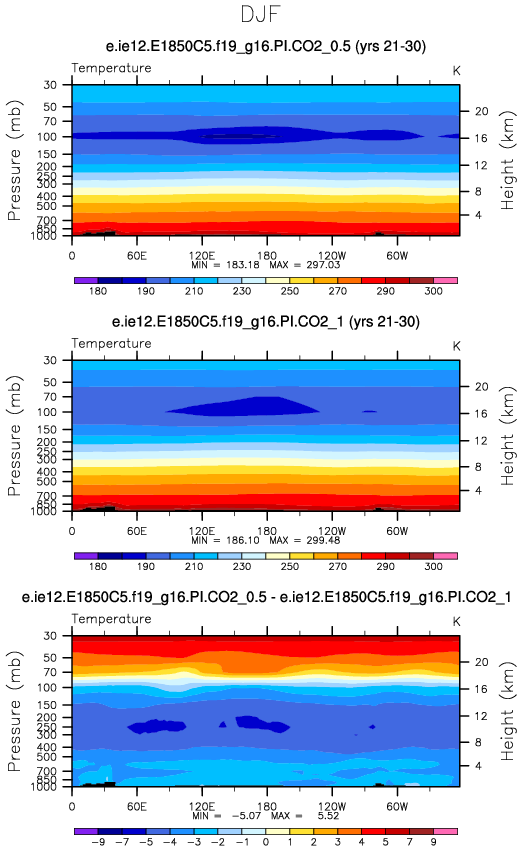 DJF
e.ie12.E1850C5.f19_g16.PI.CO2_0.5 (yrs 21-30)
Temperature K
30
50
70
100
150
200
250
300
400
500
700
850
1000
Pressure (mb)
20
16
12
8
4
Height (km)
0 60E 120E 180 120W 60W
MIN = 183.18 MAX = 297.03
180 190 210 230 250 270 290 300
e.ie12.E1850C5.f19_g16.PI.CO2_1 (yrs 21-30)
Temperature K
30
50
70
100
150
200
250
300
400
500
700
850
1000
Pressure (mb)
20
16
12
8
4
Height (km)
0 60E 120E 180 120W 60W
MIN = 186.10 MAX = 299.48
180 190 210 230 250 270 290 300
e.ie12.E1850C5.f19_g16.PI.CO2_0.5 - e.ie12.E1850C5.f19_g16.PI.CO2_1
Temperature K
30
50
70
100
150
200
250
300
400
500
700
850
1000
Pressure (mb)
20
16
12
8
4
Height (km)
0 60E 120E 180 120W 60W
MIN = -5.07 MAX = 5.52
-9 -7 -5 -4 -3 -2 -1 0 1 2 3 4 5 7 9